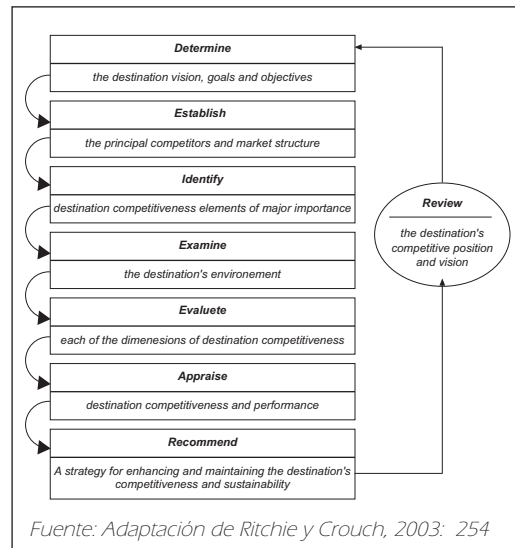 Determine
the destination vision, goals and objectives
Establish
the principal competitors and market structure
Identify
destination competitiveness elements of major importance
Examine
the destination's environement
Evaluete
each of the dimenesions of destination competitiveness
Appraise
destination competitiveness and performance
Recommend
A strategy for enhancing and maintaining the destination's
competitiveness and sustainability
Review
the destination's
competitive position
and vision
Fuente: Adaptación de Ritchie y Crouch, 2003: 254